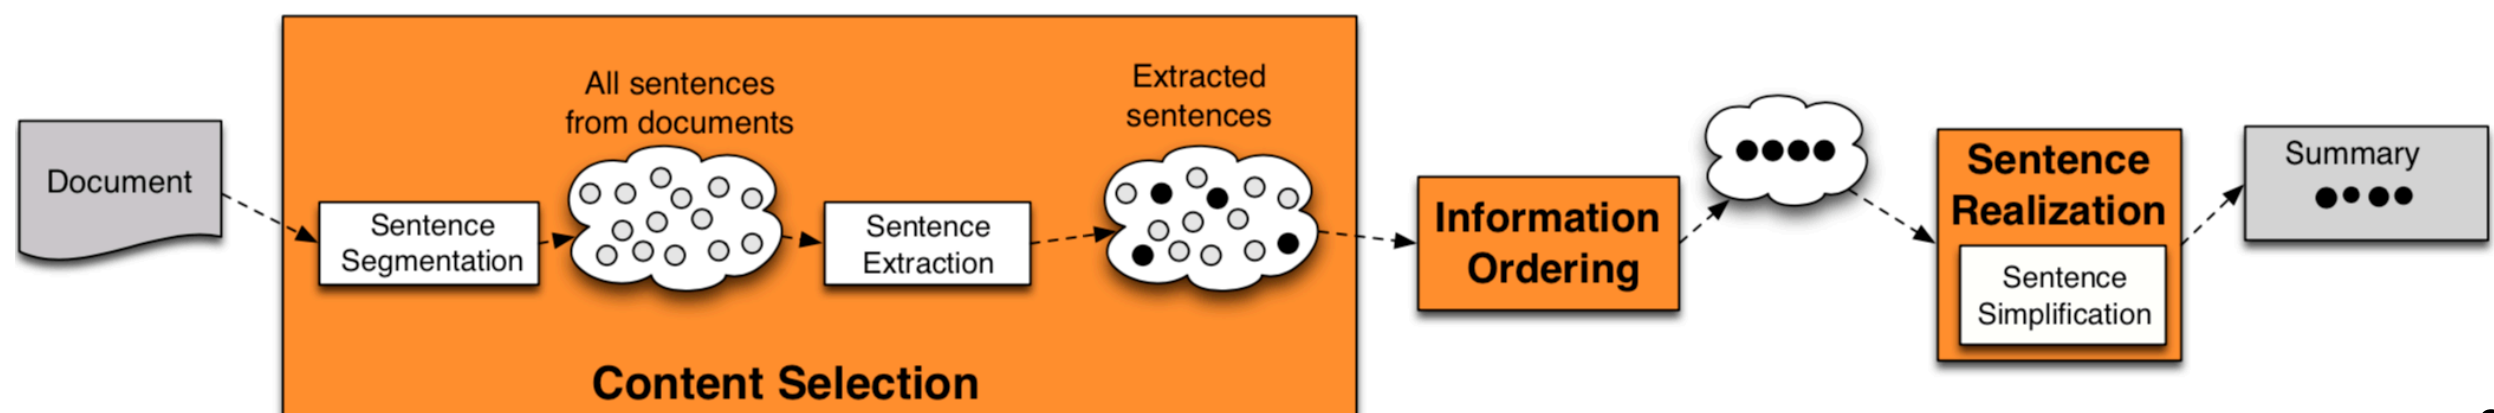 Document
Sentence
Segmentation
All sentences
from documents
Sentence
Extraction
Extracted
sentences
Content Selection
Information
Ordering
Sentence
Realization
Sentence
Simplification
Summary